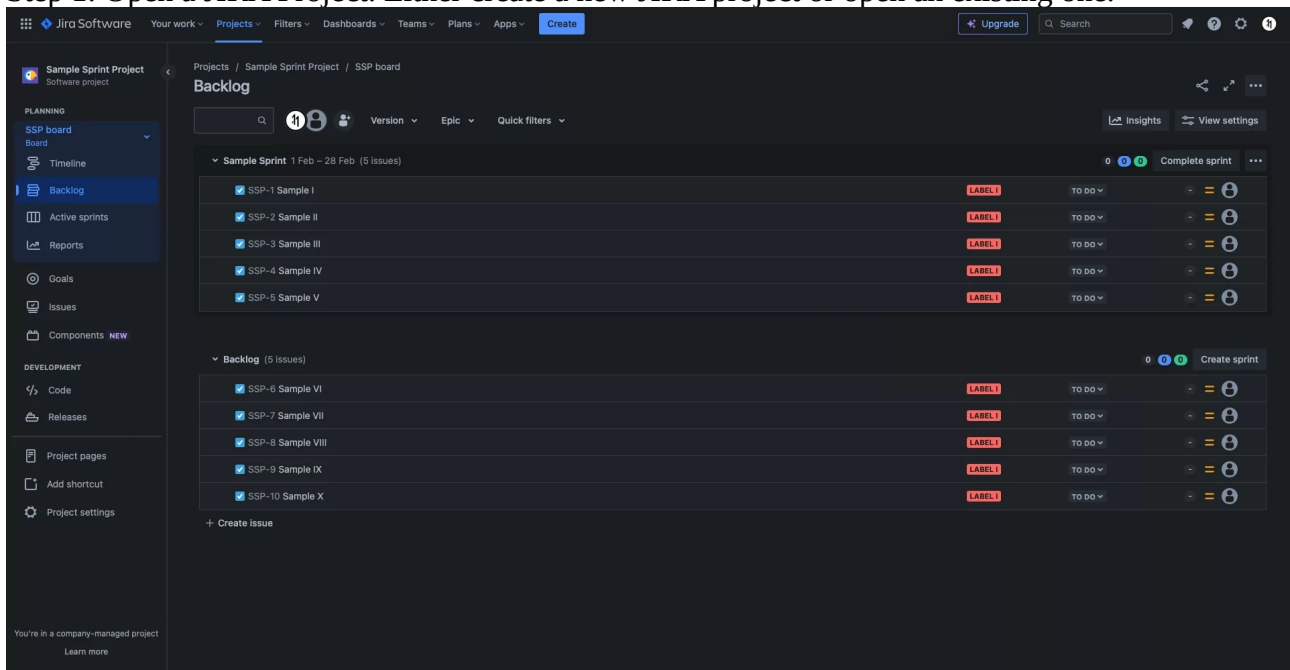 Step 1: Open a JIRA Project: Either create a new JIRA project or open an existing one.
Jira Software Your work Projects Filters Dashboards Teams Plans Apps Create Upgrade Search
Sample Sprint Project
Software project
PLANNING
SSP board
Board
Timeline
Backlog
Active sprints
Reports
Goals
Issues
Components NEW
DEVELOPMENT
Code
Releases
Project pages
Add shortcut
Project settings
You're in a company-managed project
Learn more
Projects / Sample Sprint Project / SSP board
Backlog
Version Epic Quick filters Insights View settings
Sample Sprint 1 Feb – 28 Feb (5 issues) 0 0 0 Complete sprint
SSP-1 Sample I LABEL I TO DO -
SSP-2 Sample II LABEL I TO DO -
SSP-3 Sample III LABEL I TO DO -
SSP-4 Sample IV LABEL I TO DO -
SSP-5 Sample V LABEL I TO DO -
Backlog (5 issues) 0 0 0 Create sprint
SSP-6 Sample VI LABEL I TO DO -
SSP-7 Sample VII LABEL I TO DO -
SSP-8 Sample VIII LABEL I TO DO -
SSP-9 Sample IX LABEL I TO DO -
SSP-10 Sample X LABEL I TO DO -
+ Create issue